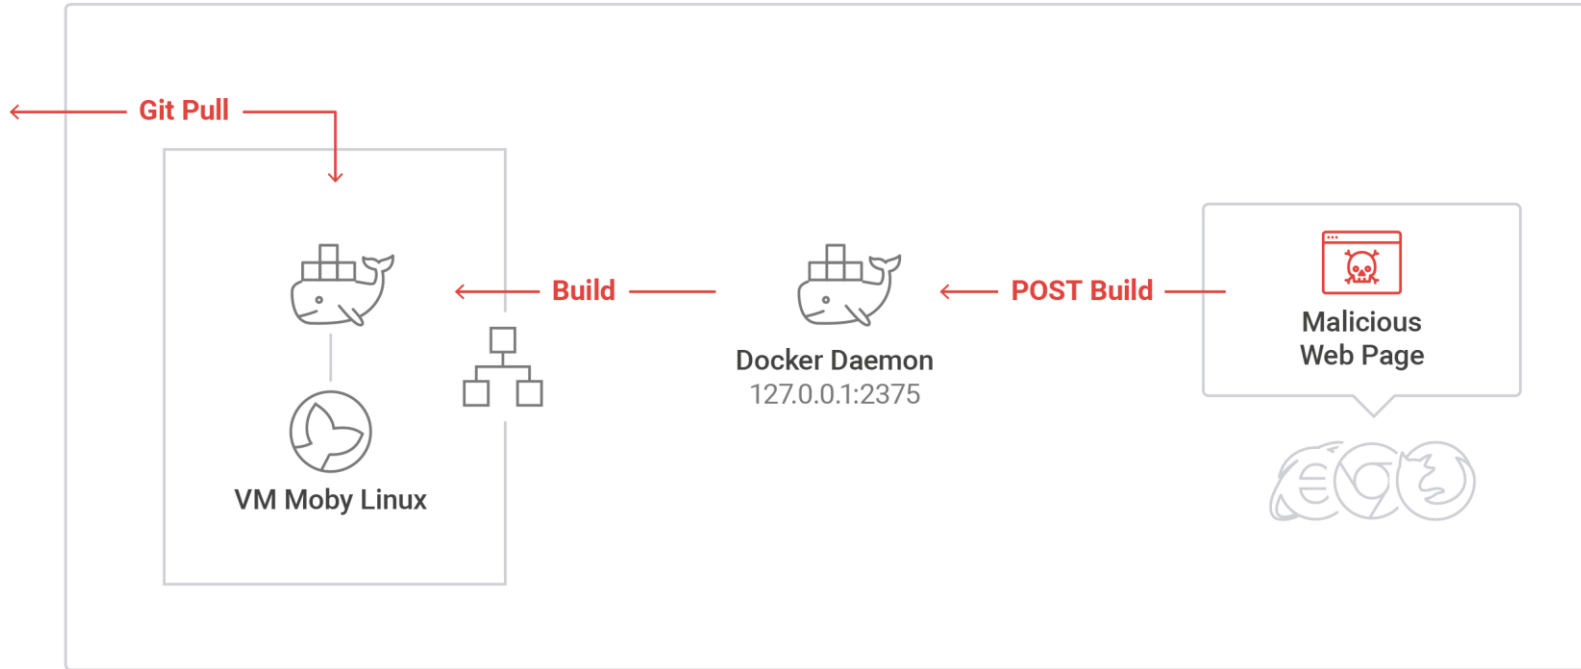 Git Pull
Build
POST Build
Malicious
Web Page
Docker Daemon
127.0.0.1:2375
VM Moby Linux